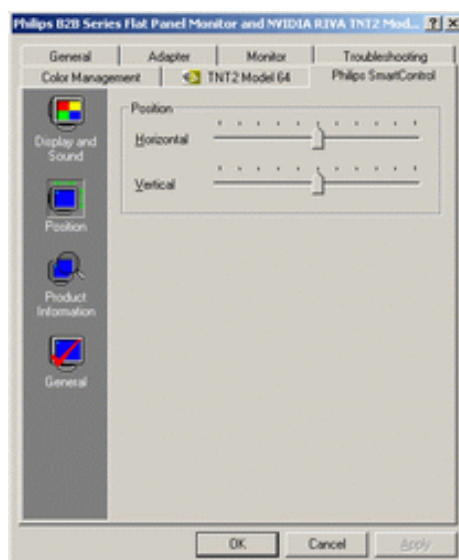 Philips B2B Series Flat Panel Monitor and NVIDIA RIVA TNT2 Mod...
General Adapter Monitor Troubleshooting
Color Management TNT2 Model 64 Philips SmartControl
Display and
Sound
Position
Product
Information
General
Position
Horizontal
Vertical
OK Cancel Apply